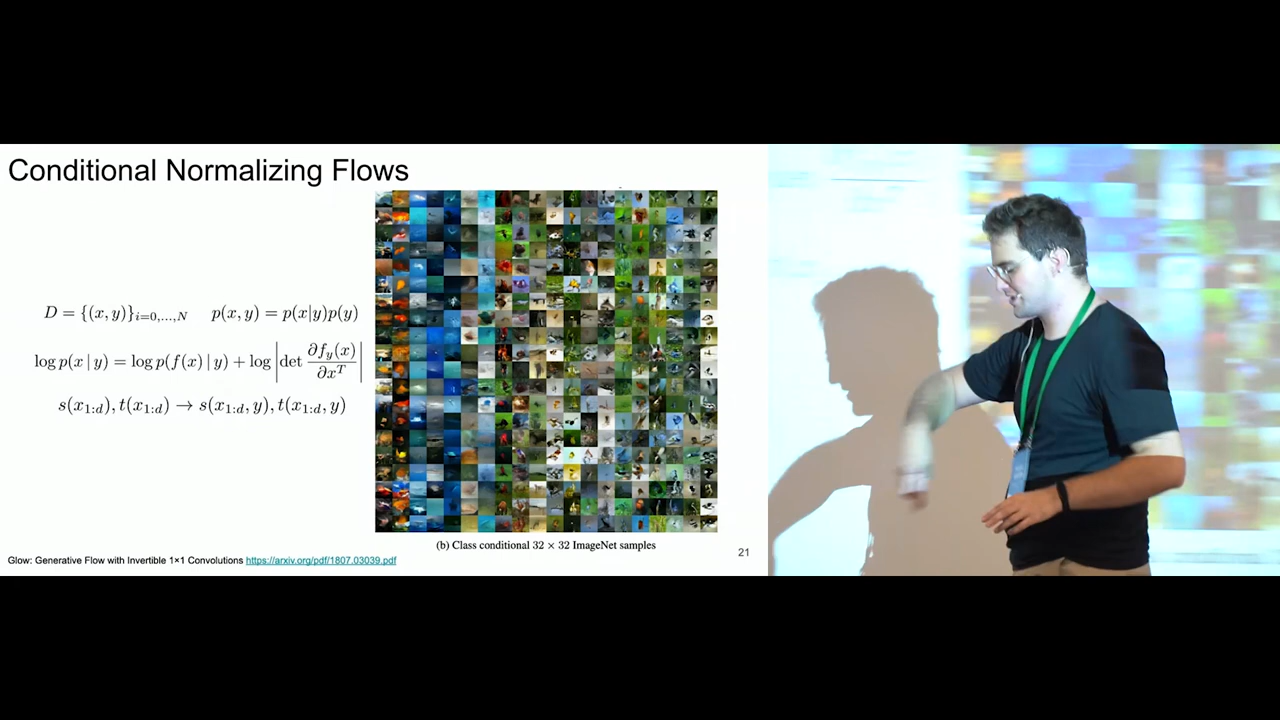 Conditional Normalizing Flows
D = {(x, y)}_{i=0,...,N} p(x, y) = p(x|y)p(y)
log p(x | y) = log p(f(x) | y) + log |det ∂f_y(x)/∂x^T|
s(x_{1:d}), t(x_{1:d}) → s(x_{1:d}, y), t(x_{1:d}, y)
(b) Class conditional 32 × 32 ImageNet samples
21
Glow: Generative Flow with Invertible 1×1 Convolutions https://arxiv.org/pdf/1807.03039.pdf